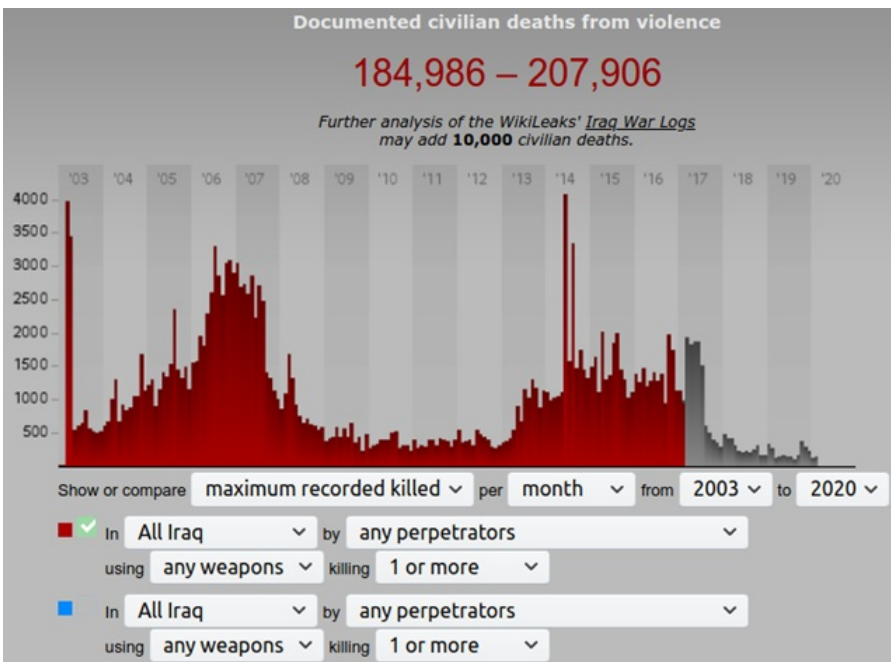 Documented civilian deaths from violence
184,986 – 207,906
Further analysis of the WikiLeaks' Iraq War Logs
may add 10,000 civilian deaths.
'03 '04 '05 '06 '07 '08 '09 '10 '11 '12 '13 '14 '15 '16 '17 '18 '19 '20
4000
3500
3000
2500
2000
1500
1000
500
Show or compare maximum recorded killed per month from 2003 to 2020
In All Iraq by any perpetrators
using any weapons killing 1 or more
In All Iraq by any perpetrators
using any weapons killing 1 or more